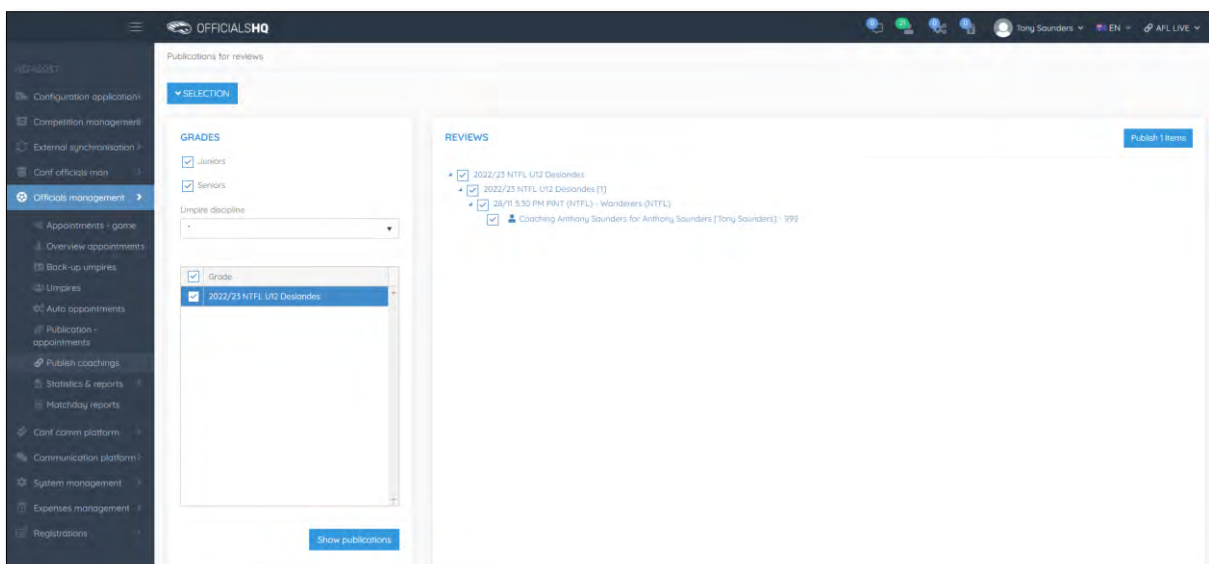 OFFICIALSHQ
0
21
0
0
Tony Saunders
EN
AFL LIVE
Publications for reviews
Configuration application
Competition management
External synchronisation
Conf officials man
Officials management
Appointments - game
Overview appointments
Back-up umpires
Umpires
Auto appointments
Publication -
appointments
Publish coachings
Statistics & reports
Matchday reports
Conf comm platform
Communication platform
System management
Expenses management
Registrations
SELECTION
GRADES
Juniors
Seniors
Umpire discipline
*
Grade
2022/23 NTFL U12 Deslandes
Show publications
REVIEWS
Publish 1 Items
2022/23 NTFL U12 Deslandes
2022/23 NTFL U12 Deslandes [1]
28/11 5:30 PM PINT (NTFL) - Wanderers (NTFL)
Coaching Anthony Saunders for Anthony Saunders [Tony Saunders] - 999